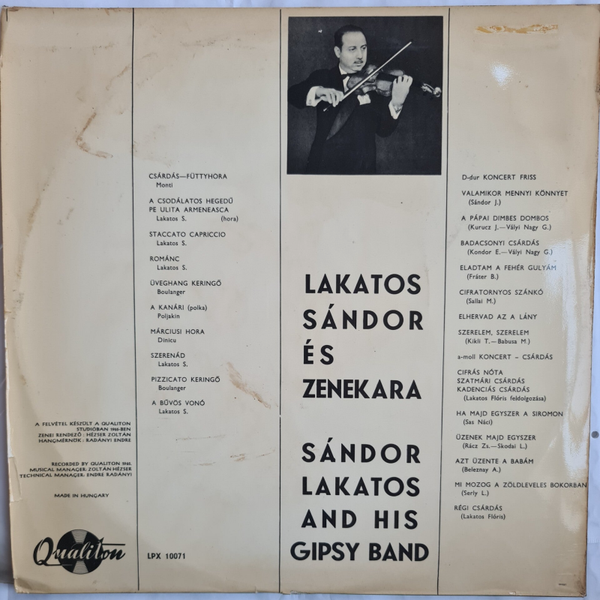 CSÁRDÁS—FÜTTYHORA
Monti
A CSODÁLATOS HEGEDŰ
PE ULITA ARMENEASCA
Lakatos S. (hora)
STACCATO CAPRICCIO
Lakatos S.
ROMÁNC
Lakatos S.
ÜVEGHANG KERINGŐ
Boulanger
A KANÁRI (polka)
Poljakin
MÁRCIUSI HORA
Dinicu
SZERENÁD
Lakatos S.
PIZZICATO KERINGŐ
Boulanger
A BŰVÖS VONÓ
Lakatos S.
A FELVÉTEL KÉSZÜLT A QUALITON
STUDIÓBAN 1961-BEN
ZENEI RENDEZŐ: HÉZSER ZOLTÁN
HANGMÉRNÖK: RADÁNYI ENDRE
RECORDED BY QUALITON 1961.
MUSICAL MANAGER: ZOLTÁN HÉZSER
TECHNICAL MANAGER: ENDRE RADÁNYI
MADE IN HUNGARY
Qualiton
LPX 10071
LAKATOS
SÁNDOR
ÉS
ZENEKARA
SÁNDOR
LAKATOS
AND HIS
GIPSY BAND
D-dur KONCERT FRISS
VALAMIKOR MENNYI KÖNNYET
(Sándor J.)
A PÁPAI DIMBES DOMBOS
(Kurucz J.—Vályi Nagy G.)
BADACSONYI CSÁRDÁS
(Kondor E.—Vályi Nagy G.)
ELADTAM A FEHÉR GULYÁM
(Fráter B.)
CIFRATORNYOS SZÁNKÓ
(Sallai M.)
ELHERVAD AZ A LÁNY
SZERELEM, SZERELEM
(Kikli T.—Babusa M.)
a-moll KONCERT – CSÁRDÁS
CIFRÁS NÓTA
SZATMÁRI CSÁRDÁS
KADENCIÁS CSÁRDÁS
(Lakatos Flóris feldolgozása)
HA MAJD EGYSZER A SIROMON
(Sas Náci)
ÜZENEK MAJD EGYSZER
(Rácz Zs.—Skodai L.)
AZT ÜZENTE A BABÁM
(Beleznay A.)
MI MOZOG A ZÖLDLEVELES BOKORBAN
(Serly L.)
RÉGI CSÁRDÁS
(Lakatos Flóris)